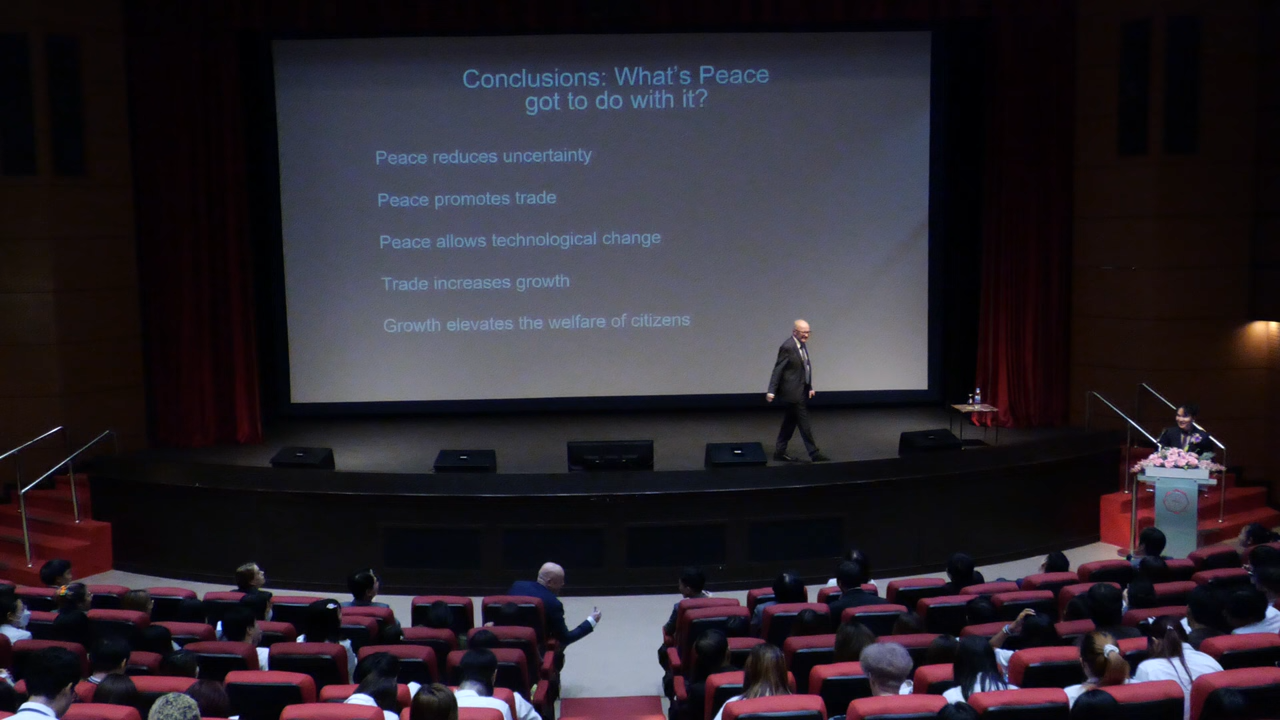 Conclusions: What's Peace
got to do with it?
Peace reduces uncertainty
Peace promotes trade
Peace allows technological change
Trade increases growth
Growth elevates the welfare of citizens